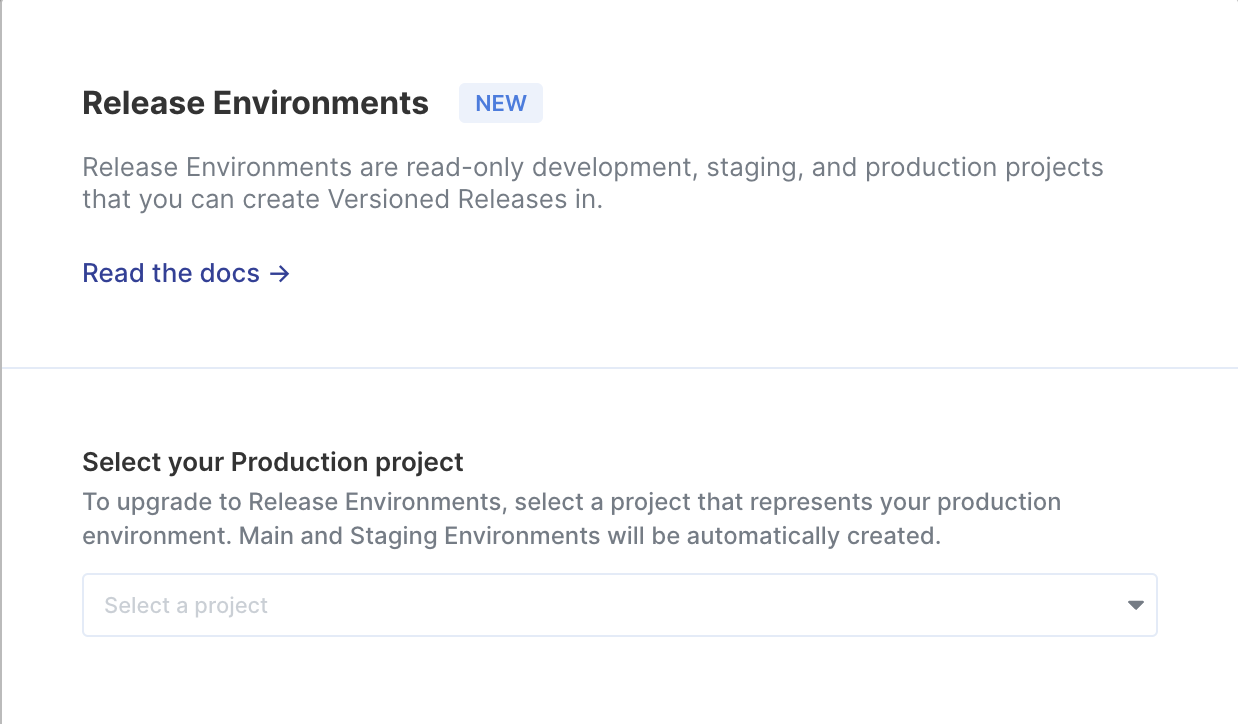 Release Environments NEW
Release Environments are read-only development, staging, and production projects
that you can create Versioned Releases in.
Read the docs →
Select your Production project
To upgrade to Release Environments, select a project that represents your production
environment. Main and Staging Environments will be automatically created.
Select a project